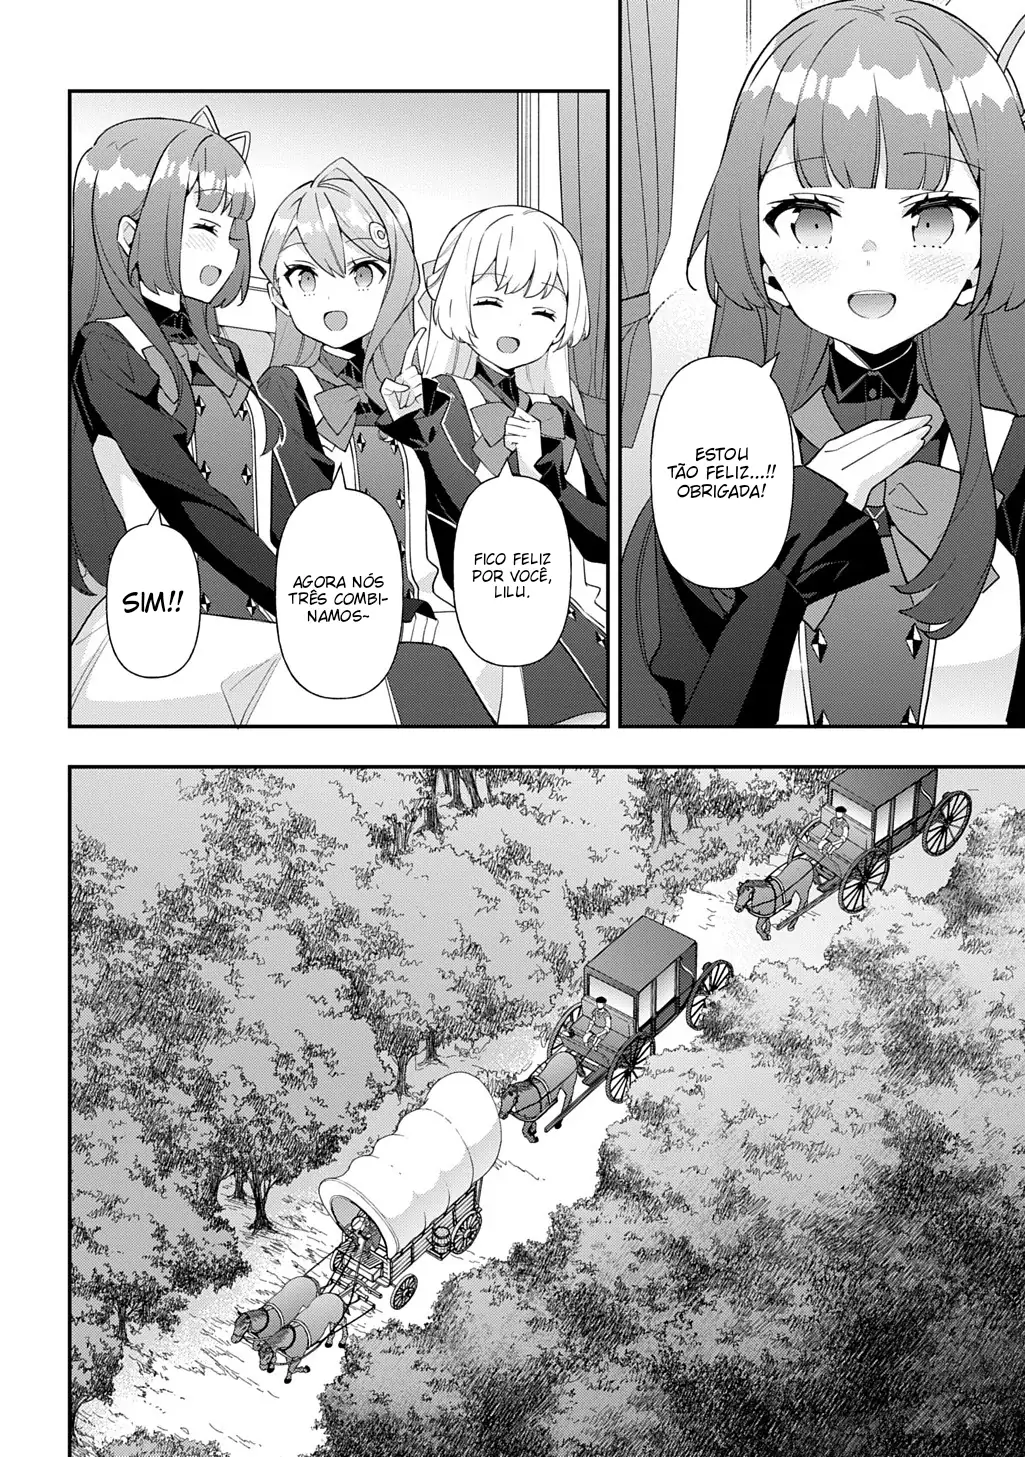 ESTOU
TÃO FELIZ...!!
OBRIGADA!
FICO FELIZ
POR VOCÊ,
LILU.
AGORA NÓS
TRÊS COMBI-
NAMOS~
SIM!!